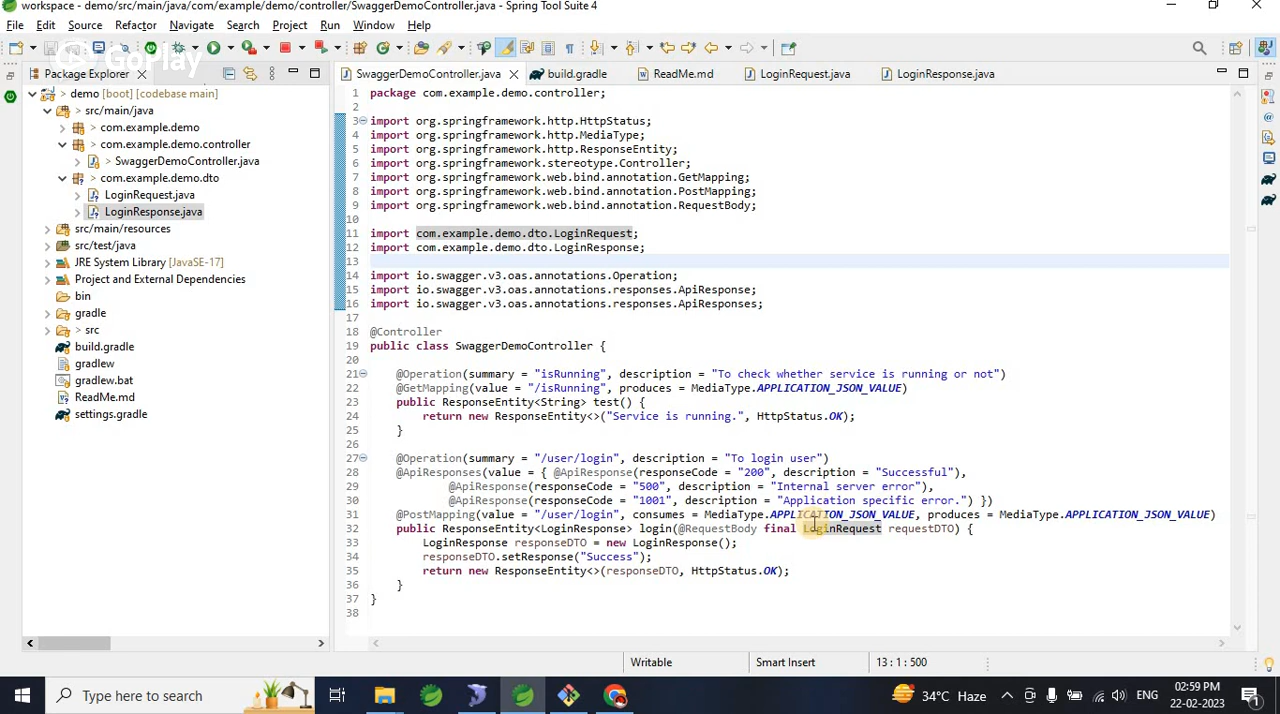 workspace - demo/src/main/java/com/example/demo/controller/SwaggerDemoController.java - Spring Tool Suite 4
File Edit Source Refactor Navigate Search Project Run Window Help
GoPlay
Package Explorer
SwaggerDemoController.java build.gradle ReadMe.md LoginRequest.java LoginResponse.java
demo [boot] [codebase main]
src/main/java
com.example.demo
com.example.demo.controller
SwaggerDemoController.java
com.example.demo.dto
LoginRequest.java
LoginResponse.java
src/main/resources
src/test/java
JRE System Library [JavaSE-17]
Project and External Dependencies
bin
gradle
src
build.gradle
gradlew
gradlew.bat
ReadMe.md
settings.gradle
1 package com.example.demo.controller;
2
3 import org.springframework.http.HttpStatus;
4 import org.springframework.http.MediaType;
5 import org.springframework.http.ResponseEntity;
6 import org.springframework.stereotype.Controller;
7 import org.springframework.web.bind.annotation.GetMapping;
8 import org.springframework.web.bind.annotation.PostMapping;
9 import org.springframework.web.bind.annotation.RequestBody;
10
11 import com.example.demo.dto.LoginRequest;
12 import com.example.demo.dto.LoginResponse;
13
14 import io.swagger.v3.oas.annotations.Operation;
15 import io.swagger.v3.oas.annotations.responses.ApiResponse;
16 import io.swagger.v3.oas.annotations.responses.ApiResponses;
17
18 @Controller
19 public class SwaggerDemoController {
20
21 @Operation(summary = "isRunning", description = "To check whether service is running or not")
22 @GetMapping(value = "/isRunning", produces = MediaType.APPLICATION_JSON_VALUE)
23 public ResponseEntity<String> test() {
24 return new ResponseEntity<>("Service is running.", HttpStatus.OK);
25 }
26
27 @Operation(summary = "/user/login", description = "To login user")
28 @ApiResponses(value = { @ApiResponse(responseCode = "200", description = "Successful"),
29 @ApiResponse(responseCode = "500", description = "Internal server error"),
30 @ApiResponse(responseCode = "1001", description = "Application specific error.") })
31 @PostMapping(value = "/user/login", consumes = MediaType.APPLICATION_JSON_VALUE, produces = MediaType.APPLICATION_JSON_VALUE)
32 public ResponseEntity<LoginResponse> login(@RequestBody final LoginRequest requestDTO) {
33 LoginResponse responseDTO = new LoginResponse();
34 responseDTO.setResponse("Success");
35 return new ResponseEntity<>(responseDTO, HttpStatus.OK);
36 }
37 }
38
Writable Smart Insert 13 : 1 : 500
Type here to search
34°C Haze
ENG
02:59 PM
22-02-2023
1